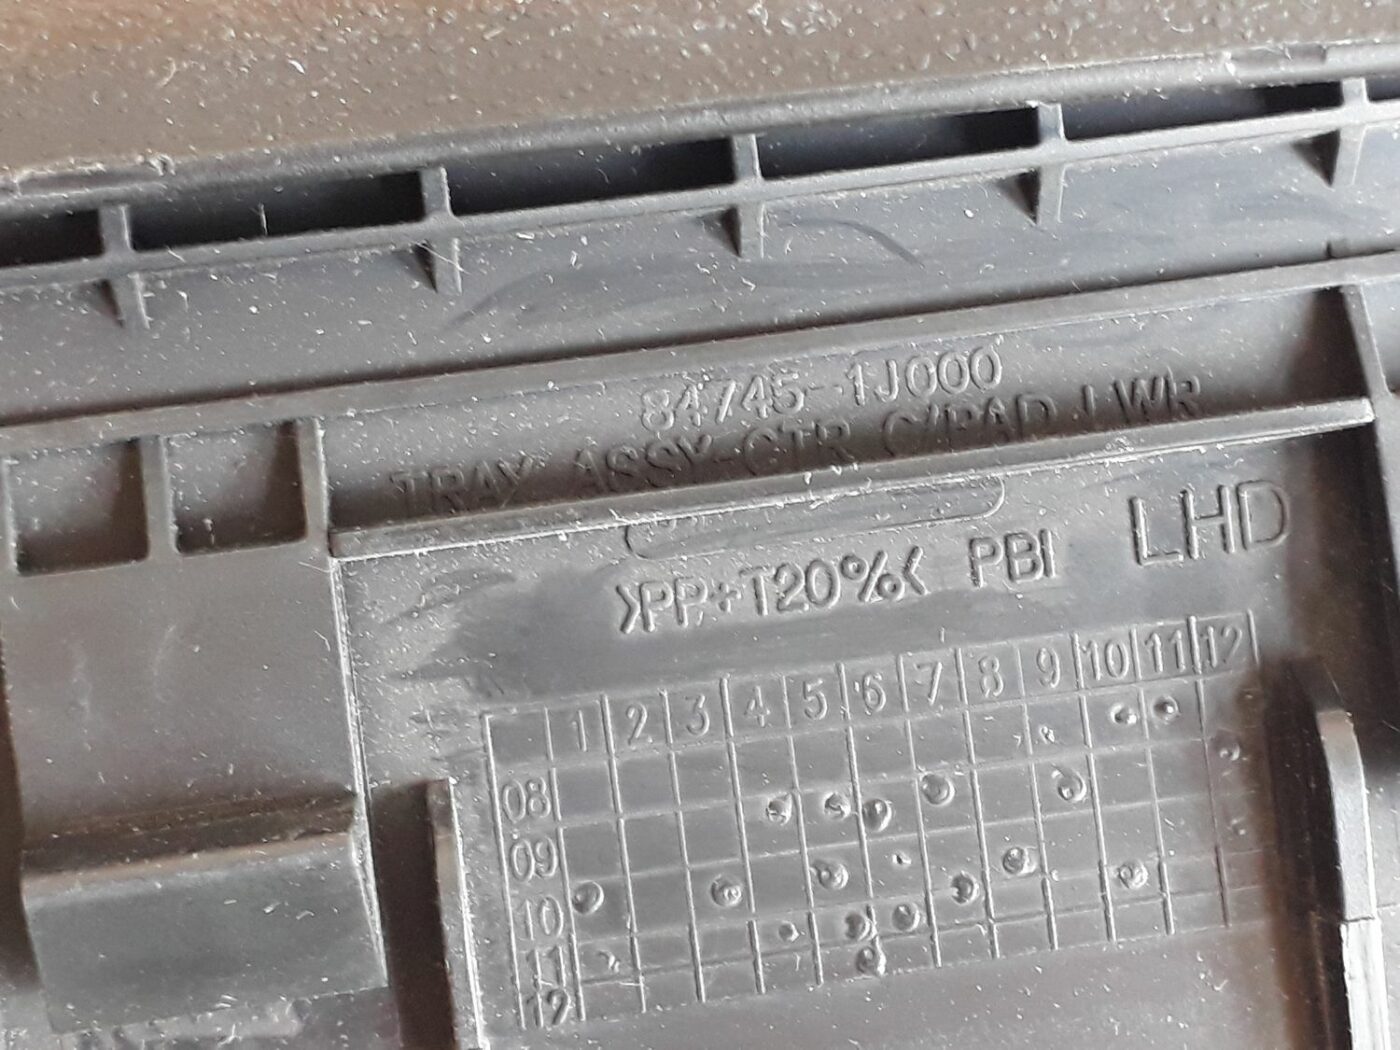 84745-1J000
TRAY ASSY-CTR C/PAD LWR
>PP+T20%< PBI LHD
1 2 3 4 5 6 7 8 9 10 11 12
08
09
10
11
12